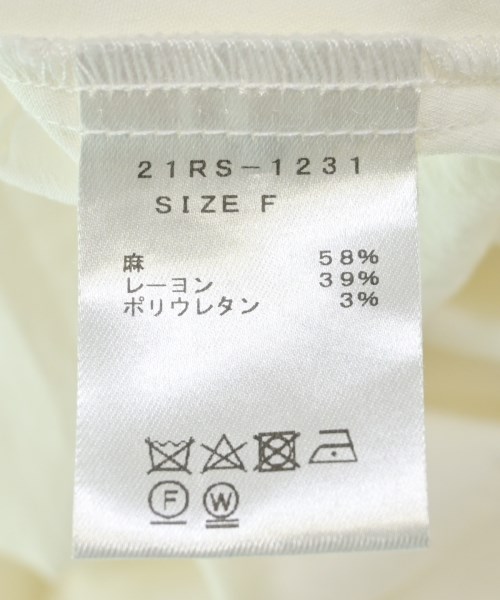 21RS-1231
SIZE F
麻 58%
レーヨン 39%
ポリウレタン 3%
F W